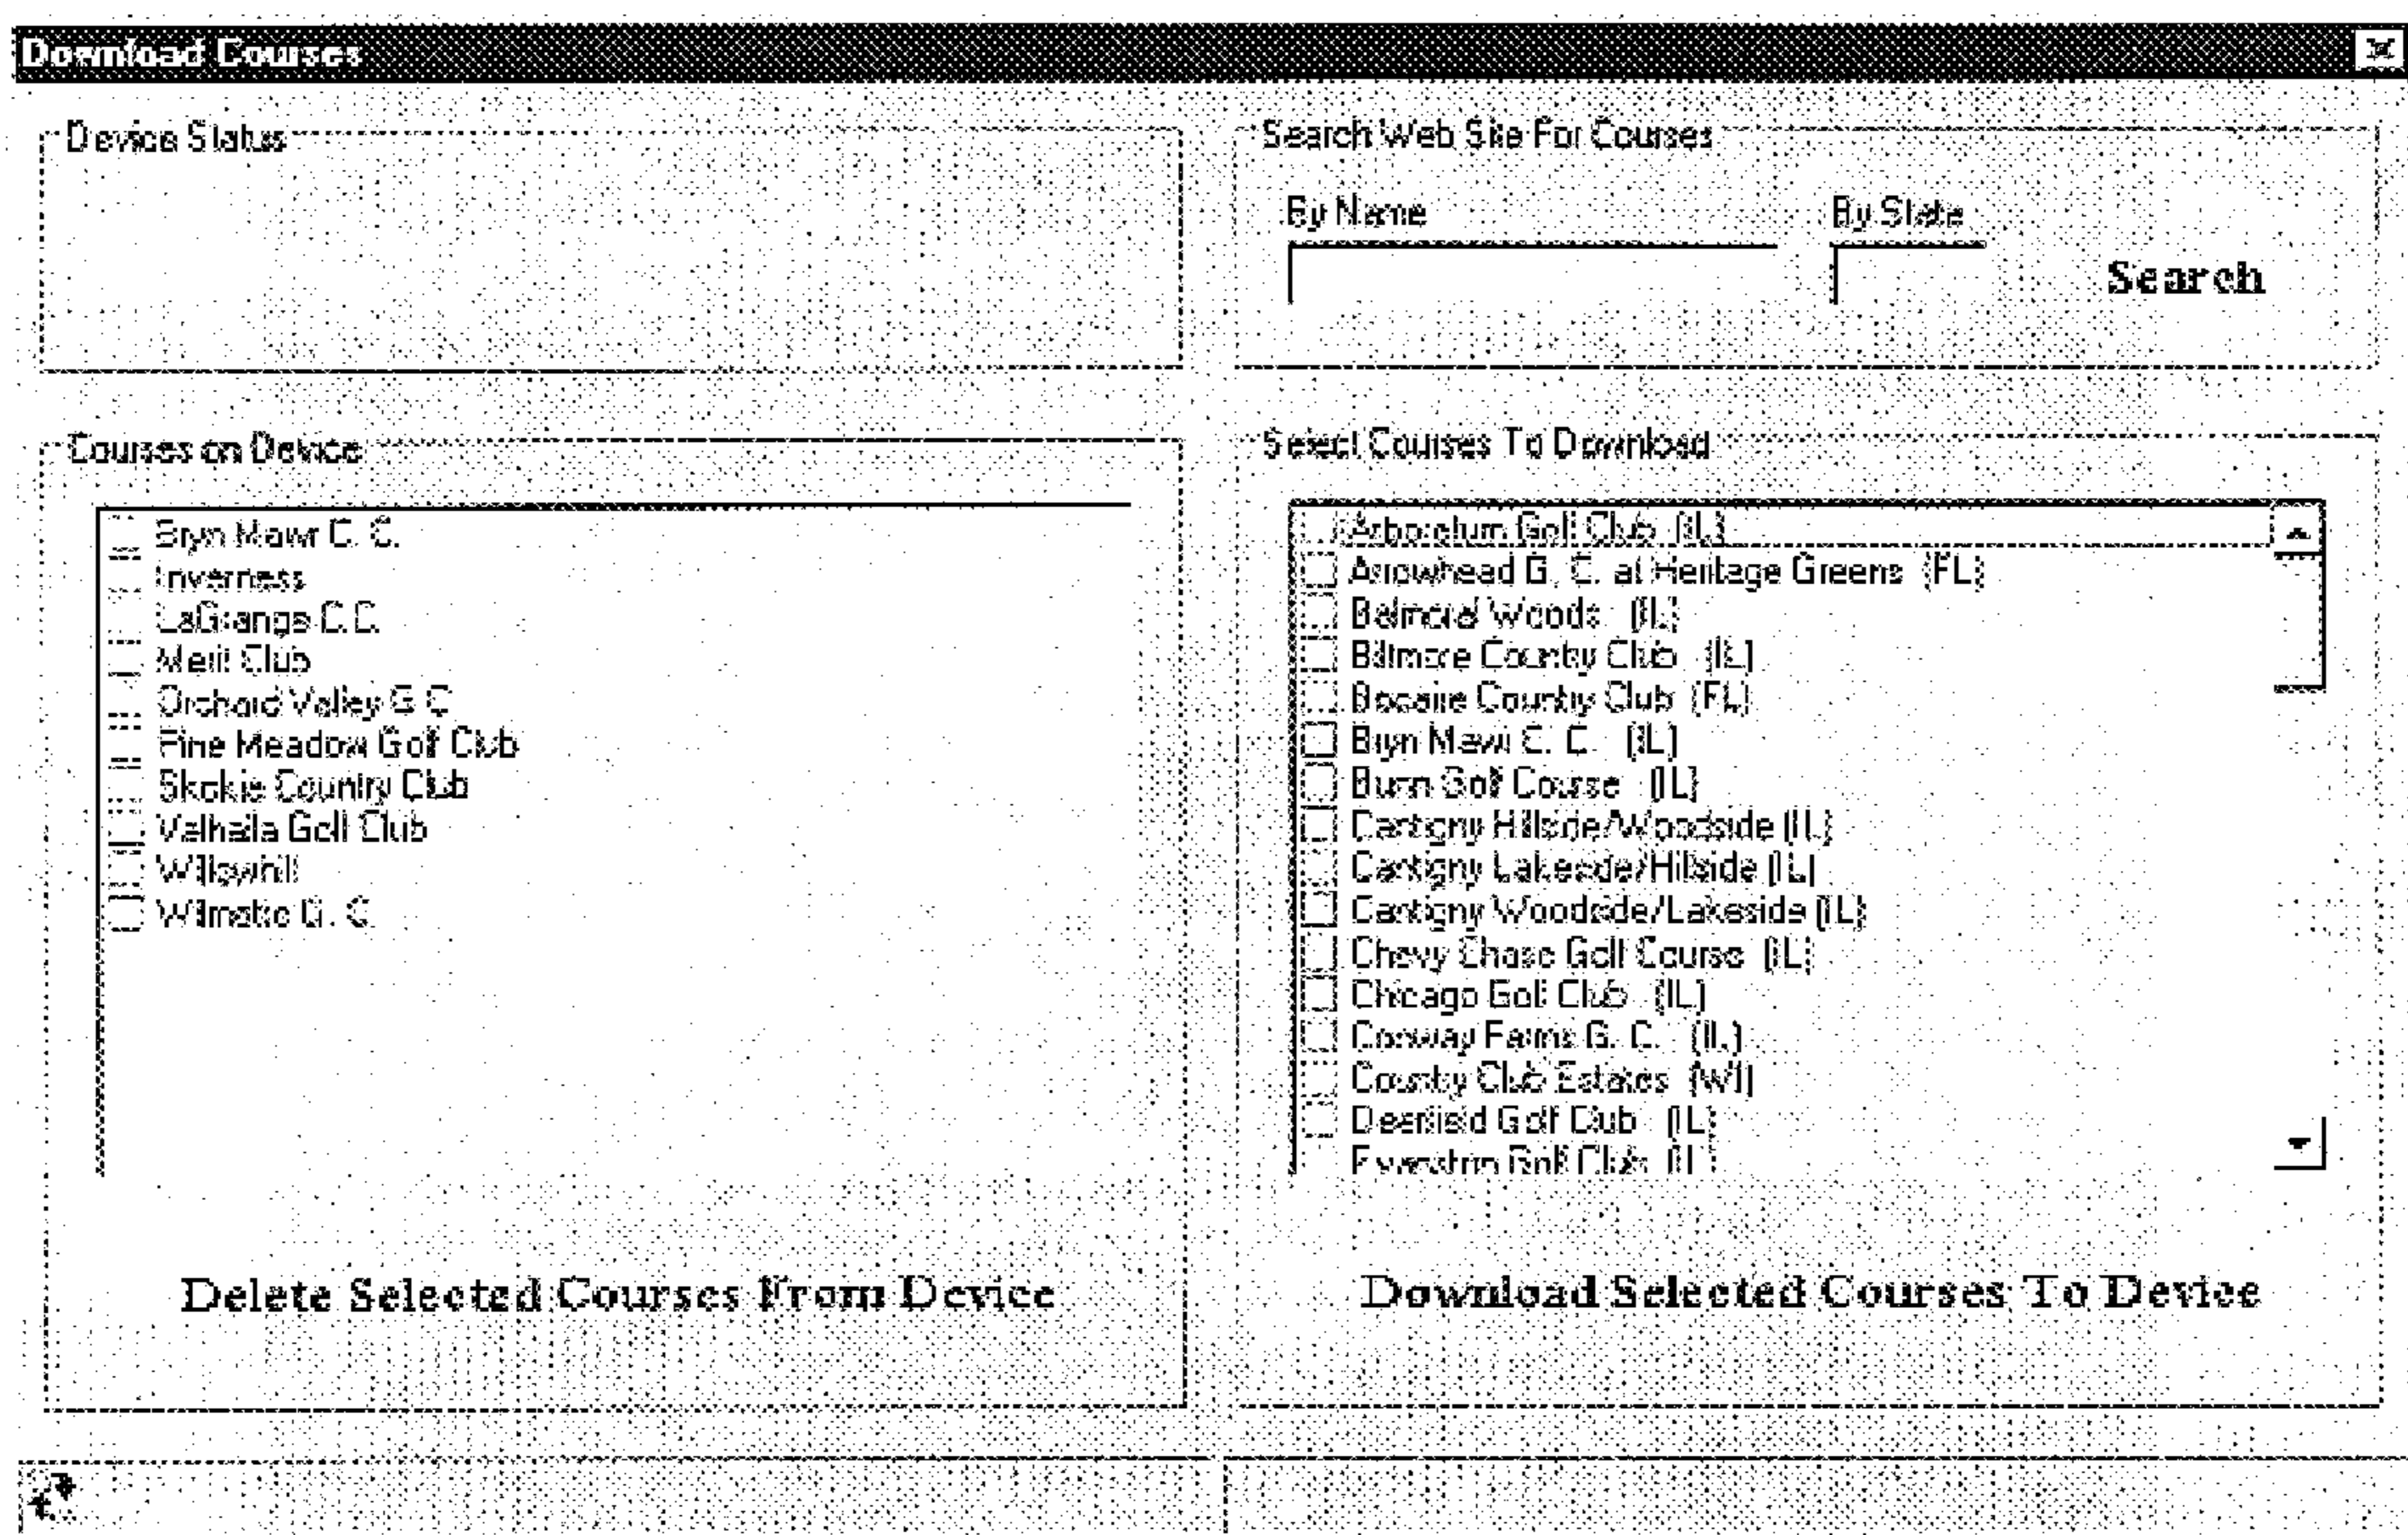 Download Courses
Device Status
Search Web Site For Courses
By Name
By State
Search
Courses on Device
Bryn Mawr C. C.
Inverness
LaGrange C.C.
Merit Club
Orchard Valley G C
Pine Meadow Golf Club
Skokie Country Club
Valhalla Golf Club
Willowhill
Wilmette G. C.
Delete Selected Courses From Device
Select Courses To Download
Arboretum Golf Club (IL)
Arrowhead G. C. at Heritage Greens (FL)
Balmoral Woods (IL)
Biltmore Country Club (IL)
Bocaire Country Club (FL)
Bryn Mawr C. C. (IL)
Burn Golf Course (IL)
Cantigny Hillside/Woodside (IL)
Cantigny Lakeside/Hillside (IL)
Cantigny Woodside/Lakeside (IL)
Chevy Chase Golf Course (IL)
Chicago Golf Club (IL)
Conway Farms G. C. (IL)
Country Club Estates (WI)
Deerfield Golf Club (IL)
Evanston Golf Club (IL)
Download Selected Courses To Device